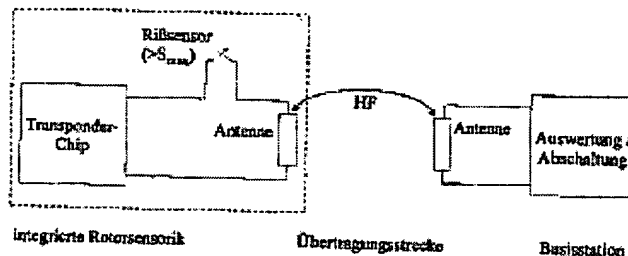 Rißsensor
(>S
Transponder-
Chip
Antenne
HF
Antenne
Auswertung
Abschaltung
integrierte Rotorsensorik
Übertragungsstrecke
Basisstation